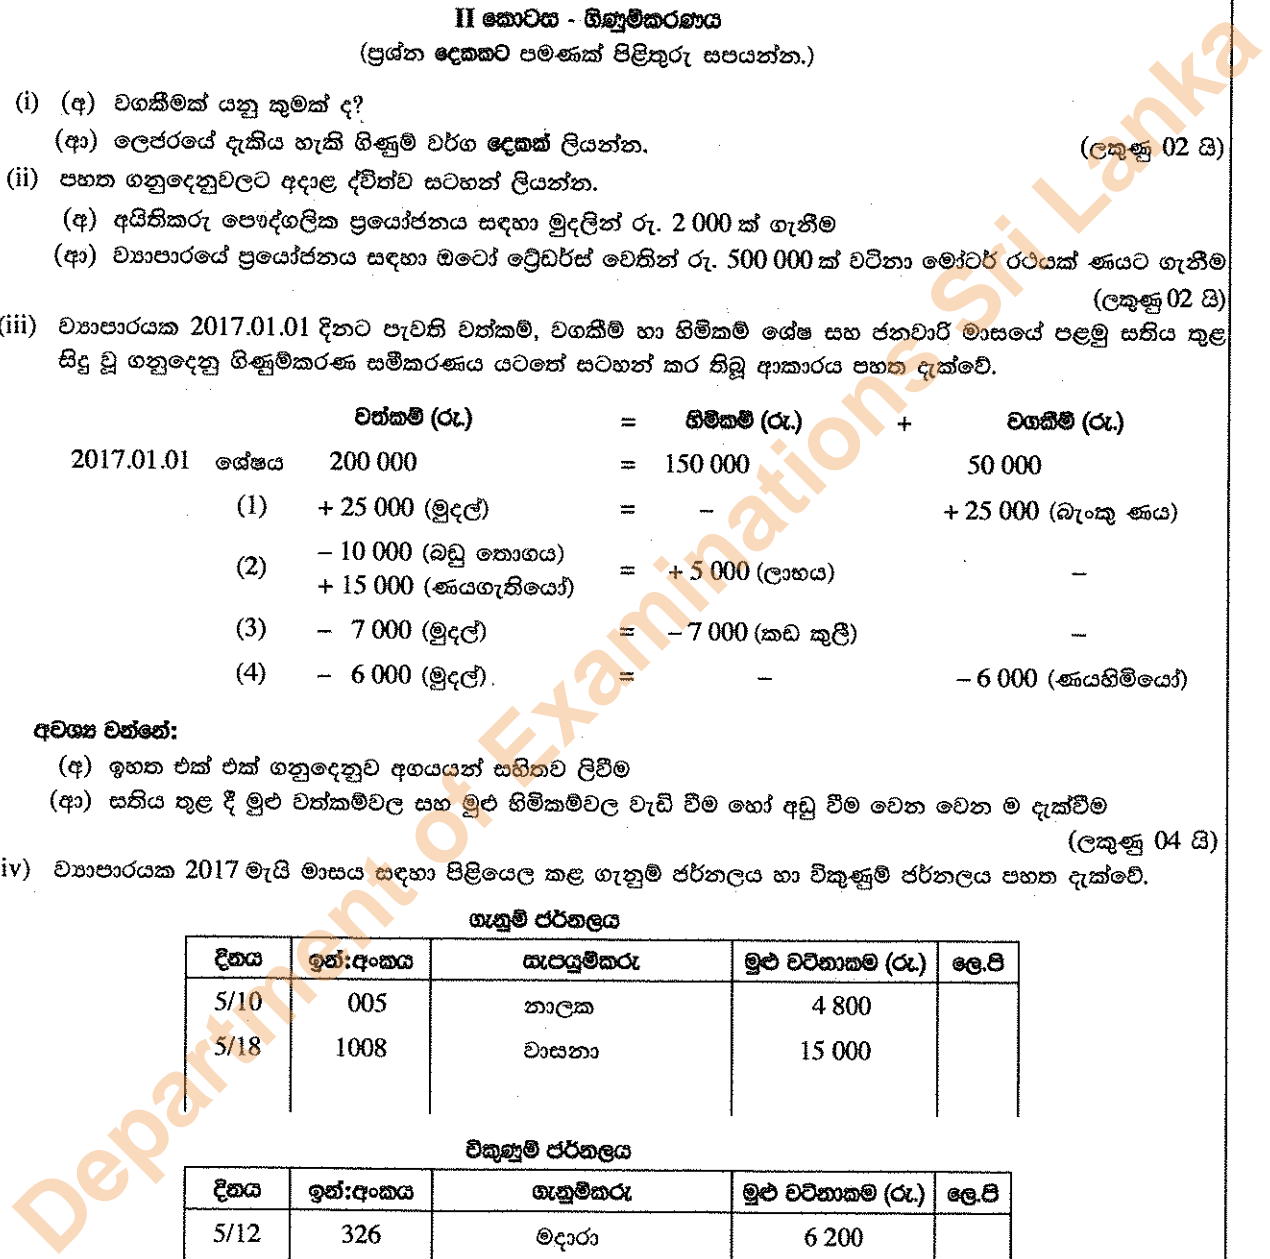 II කොටස - ගිණුම්කරණය
(ප්‍රශ්න දෙකකට පමණක් පිළිතුරු සපයන්න.)
(i) (අ) වගකීමක් යනු කුමක් ද?
(ආ) ලෙජරයේ දැකිය හැකි ගිණුම් වර්ග දෙකක් ලියන්න. (ලකුණු 02 යි)
(ii) පහත ගනුදෙනුවලට අදාළ ද්විත්ව සටහන් ලියන්න.
(අ) අයිතිකරු පෞද්ගලික ප්‍රයෝජනය සඳහා මුදලින් රු. 2 000 ක් ගැනීම
(ආ) ව්‍යාපාරයේ ප්‍රයෝජනය සඳහා ඔටෝ ට්‍රේඩර්ස් වෙතින් රු. 500 000 ක් වටිනා මෝටර් රථයක් ණයට ගැනීම
(ලකුණු 02 යි)
(iii) ව්‍යාපාරයක 2017.01.01 දිනට පැවති වත්කම්, වගකීම් හා හිමිකම් ශේෂ සහ ජනවාරි මාසයේ පළමු සතිය තුළ
සිදු වූ ගනුදෙනු ගිණුම්කරණ සමීකරණය යටතේ සටහන් කර තිබූ ආකාරය පහත දැක්වේ.
වත්කම් (රු.) = හිමිකම් (රු.) + වගකීම් (රු.)
2017.01.01 ශේෂය 200 000 = 150 000 50 000
(1) + 25 000 (මුදල්) = – + 25 000 (බැංකු ණය)
(2) – 10 000 (බඩු තොගය)
+ 15 000 (ණයගැතියෝ) = + 5 000 (ලාභය) –
(3) – 7 000 (මුදල්) = – 7 000 (කඩ කුලී) –
(4) – 6 000 (මුදල්) = – – 6 000 (ණයහිමියෝ)
අවශ්‍ය වන්නේ:
(අ) ඉහත එක් එක් ගනුදෙනුව අගයයන් සහිතව ලිවීම
(ආ) සතිය තුළ දී මුළු වත්කම්වල සහ මුළු හිමිකම්වල වැඩි වීම හෝ අඩු වීම වෙන වෙන ම දැක්වීම
(ලකුණු 04 යි)
iv) ව්‍යාපාරයක 2017 මැයි මාසය සඳහා පිළියෙල කළ ගැනුම් ජර්නලය හා විකුණුම් ජර්නලය පහත දැක්වේ.
ගැනුම් ජර්නලය
දිනය ඉන්:අංකය සැපයුම්කරු මුළු වටිනාකම (රු.) ලෙ.පි
5/10 005 නාලක 4 800
5/18 1008 වාසනා 15 000
විකුණුම් ජර්නලය
දිනය ඉන්:අංකය ගැනුම්කරු මුළු වටිනාකම (රු.) ලෙ.පි
5/12 326 මදාරා 6 200
Department of Examinations Sri Lanka